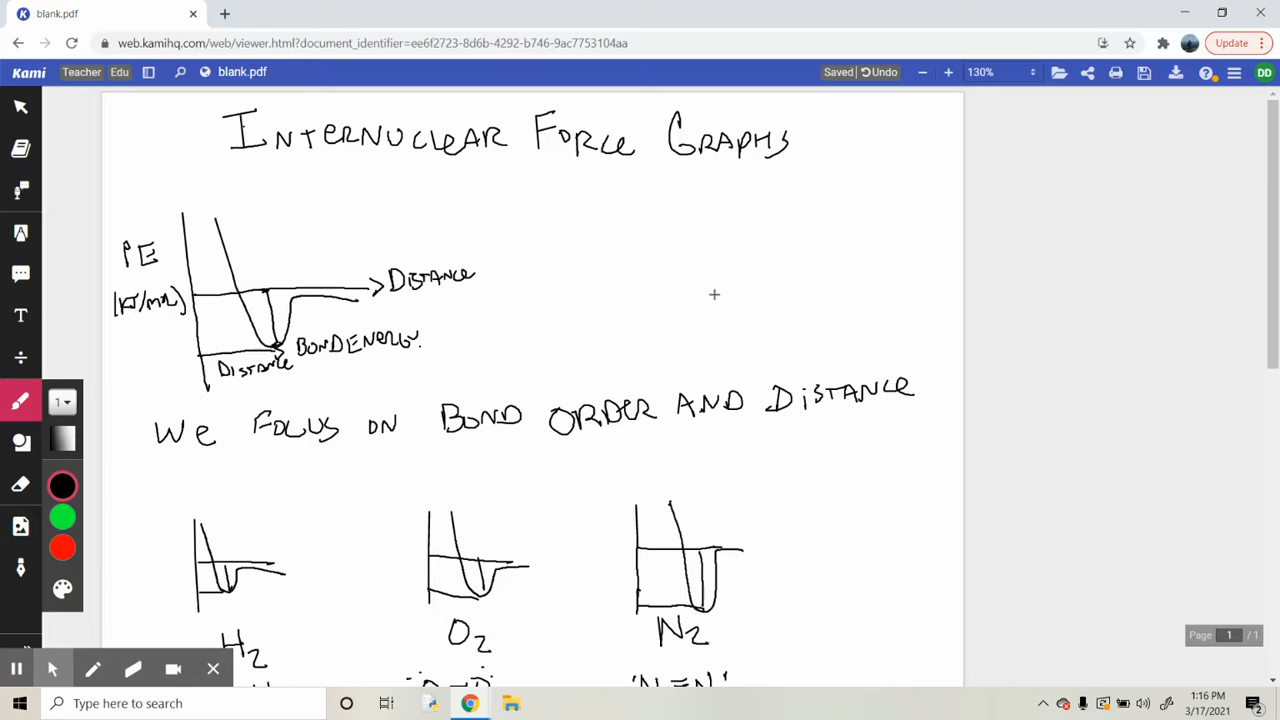 blank.pdf
web.kamihq.com/web/viewer.html?document_identifier=ee6f2723-8d6b-4292-b746-9ac7753104aa
Update
Kami Teacher Edu blank.pdf Saved Undo 130% DD
INTERNUCLEAR FORCE GRAPHS
PE
(KJ/mol)
DISTANCE
BOND ENERGY
DISTANCE
WE FOCUS ON BOND ORDER AND DISTANCE
H2 O2 N2
N≡N
1
Page 1 / 1
Type here to search
1:16 PM
3/17/2021
2